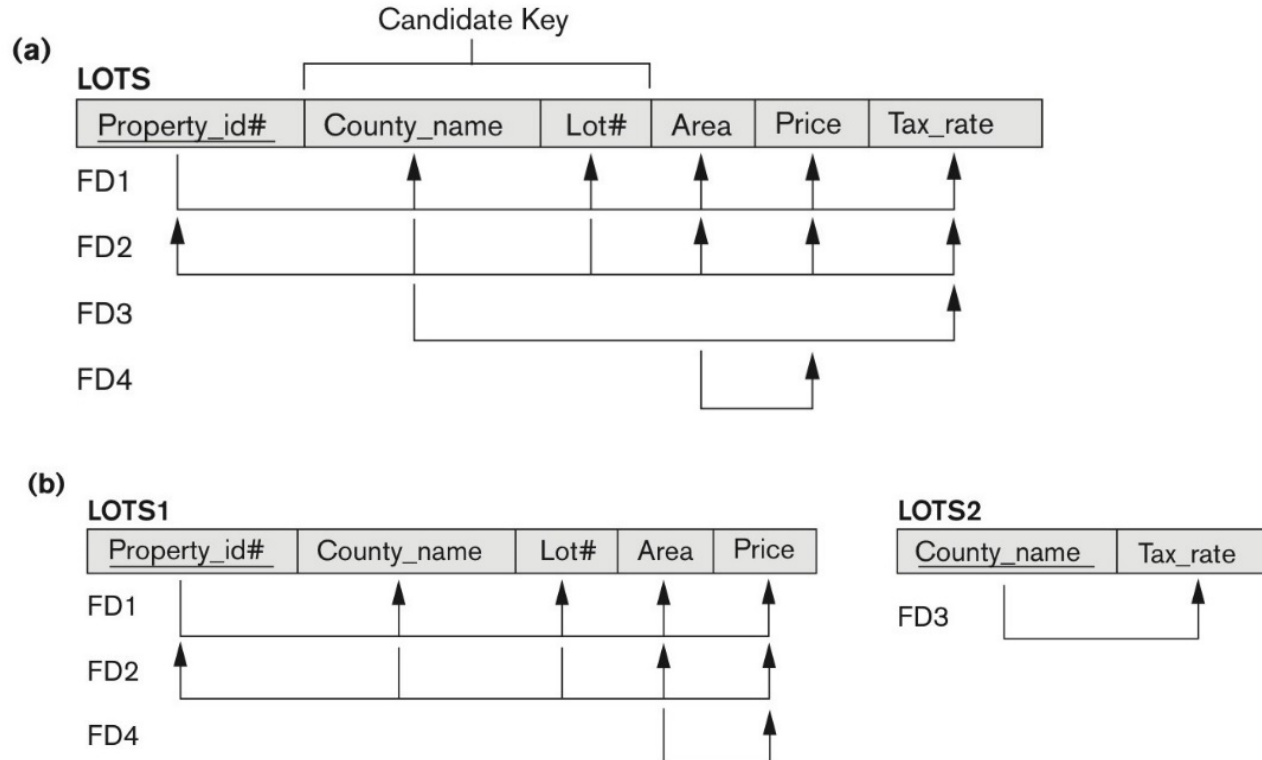 Candidate Key
(a)
LOTS
Property_id# County_name Lot# Area Price Tax_rate
FD1
FD2
FD3
FD4
(b)
LOTS1
Property_id# County_name Lot# Area Price
FD1
FD2
FD4
LOTS2
County_name Tax_rate
FD3